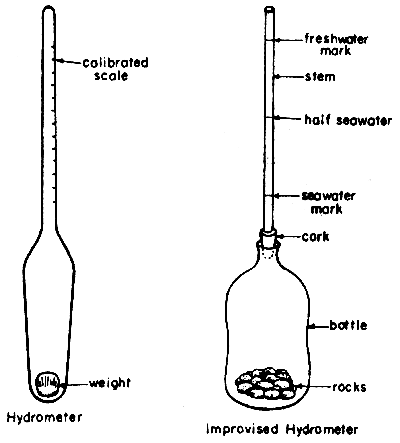 calibrated
scale
weight
Hydrometer
freshwater
mark
stem
half seawater
seawater
mark
cork
bottle
rocks
Improvised Hydrometer